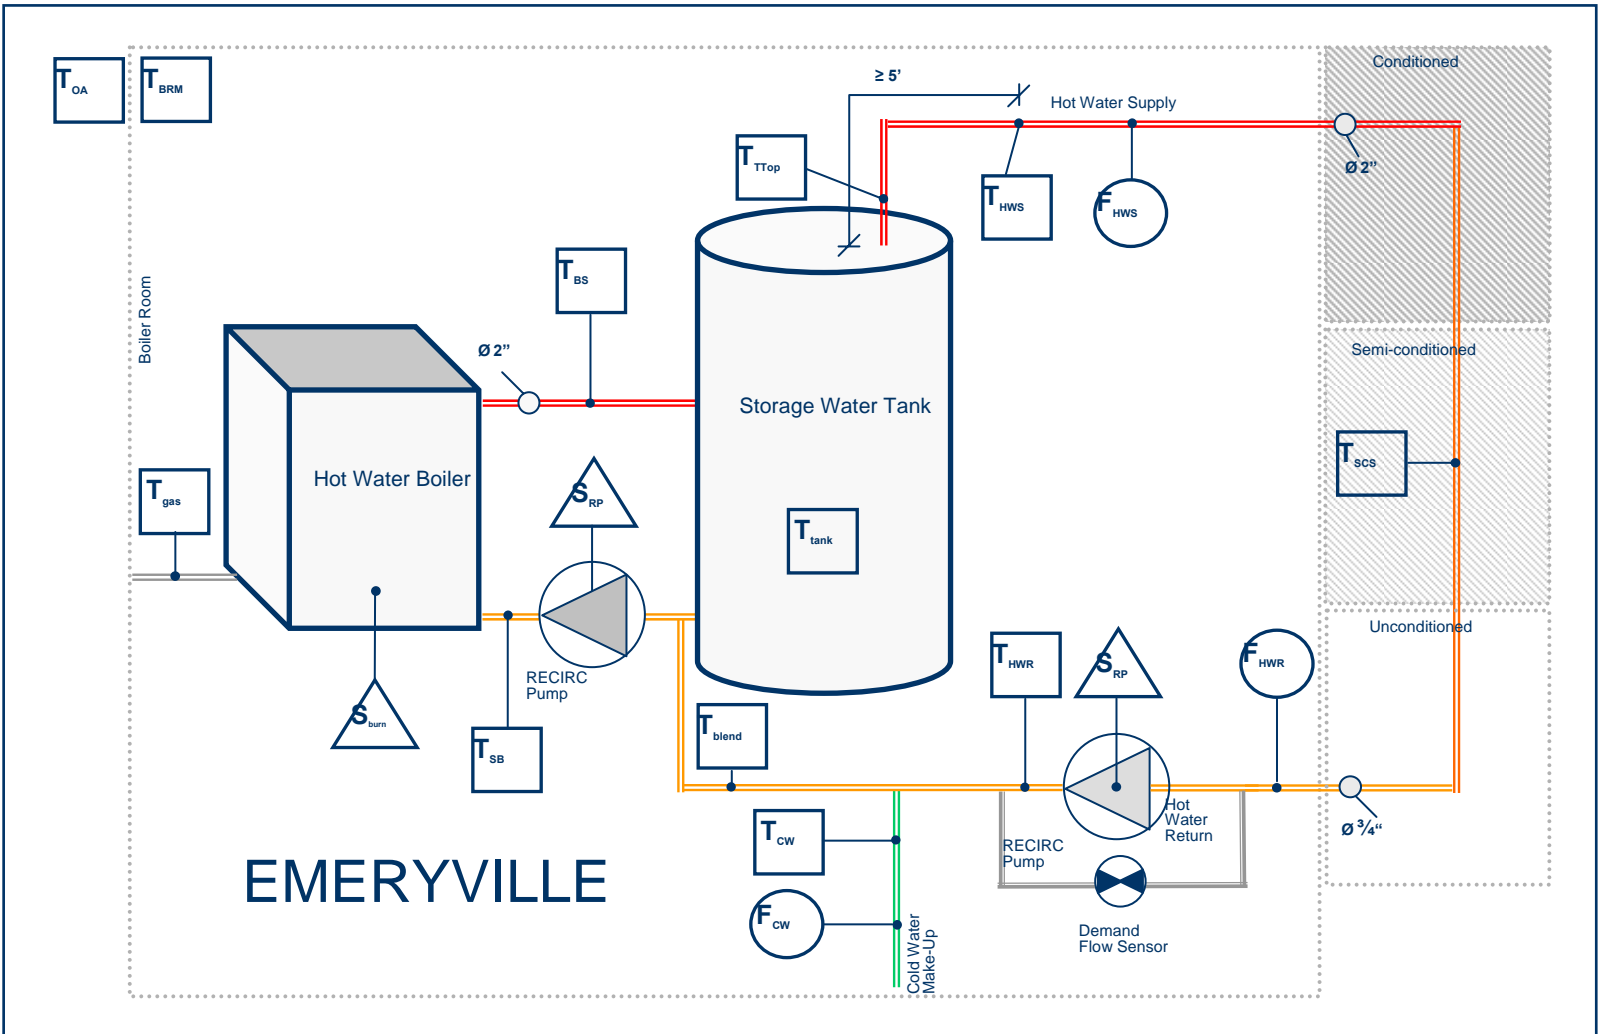 T OA
T BRM
≥ 5’
Hot Water Supply
Conditioned
Ø 2”
T TTop
T HWS
F HWS
T BS
Boiler Room
Ø 2”
Semi-conditioned
Storage Water Tank
T SCS
Hot Water Boiler
T gas
S RP
T tank
Unconditioned
T HWR
S RP
F HWR
RECIRC
Pump
S burn
T SB
T blend
Hot
Water
Return
Ø ¾“
T CW
RECIRC
Pump
EMERYVILLE
F CW
Cold Water
Make-Up
Demand
Flow Sensor